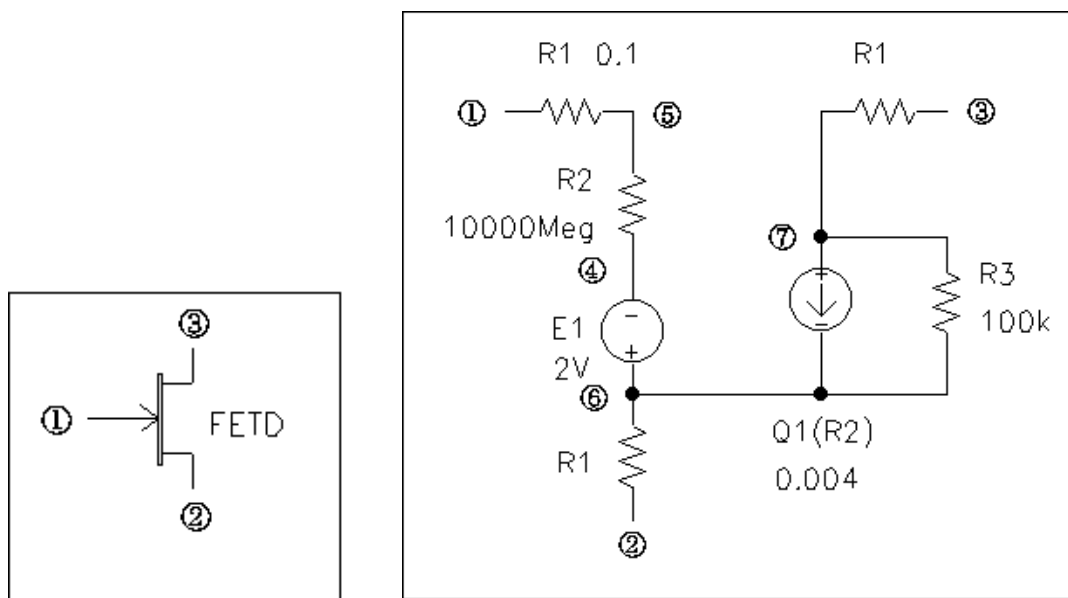 ③
①
FETD
②
R1 0.1
R1
①
⑤
③
R2
10000Meg
④
⑦
R3
100k
E1
2V
⑥
R1
Q1(R2)
0.004
②